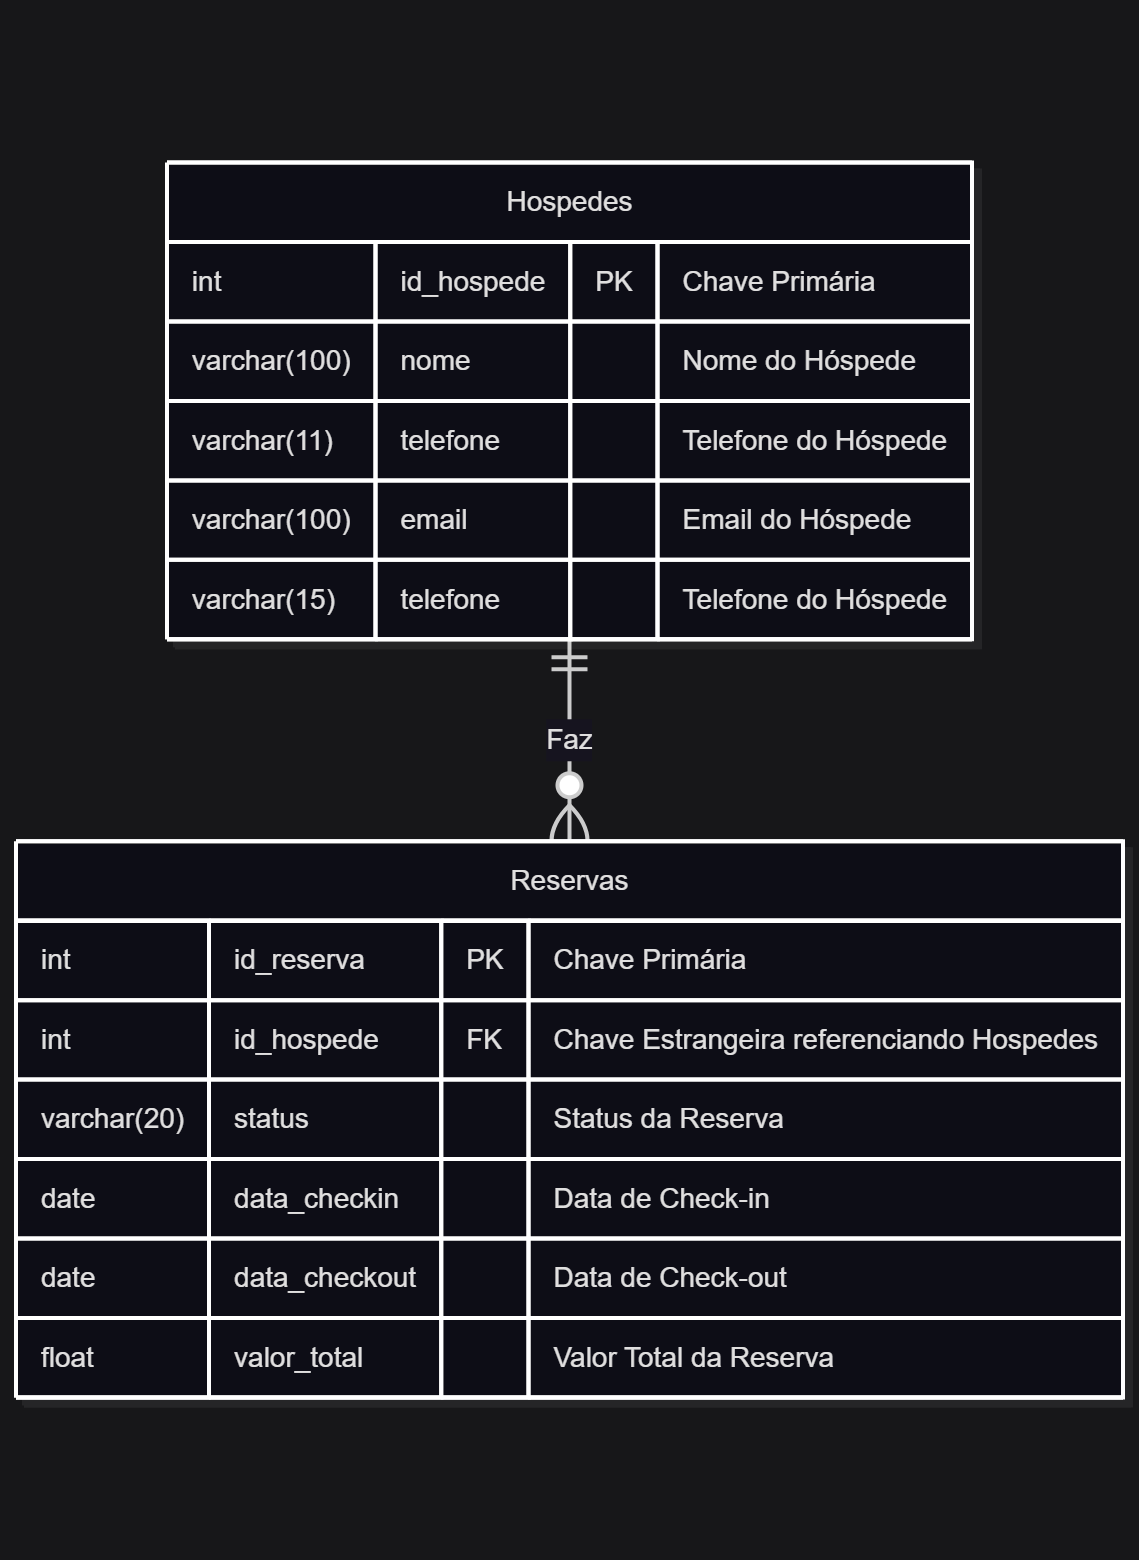 Hospedes
int id_hospede PK Chave Primária
varchar(100) nome Nome do Hóspede
varchar(11) telefone Telefone do Hóspede
varchar(100) email Email do Hóspede
varchar(15) telefone Telefone do Hóspede
Faz
Reservas
int id_reserva PK Chave Primária
int id_hospede FK Chave Estrangeira referenciando Hospedes
varchar(20) status Status da Reserva
date data_checkin Data de Check-in
date data_checkout Data de Check-out
float valor_total Valor Total da Reserva